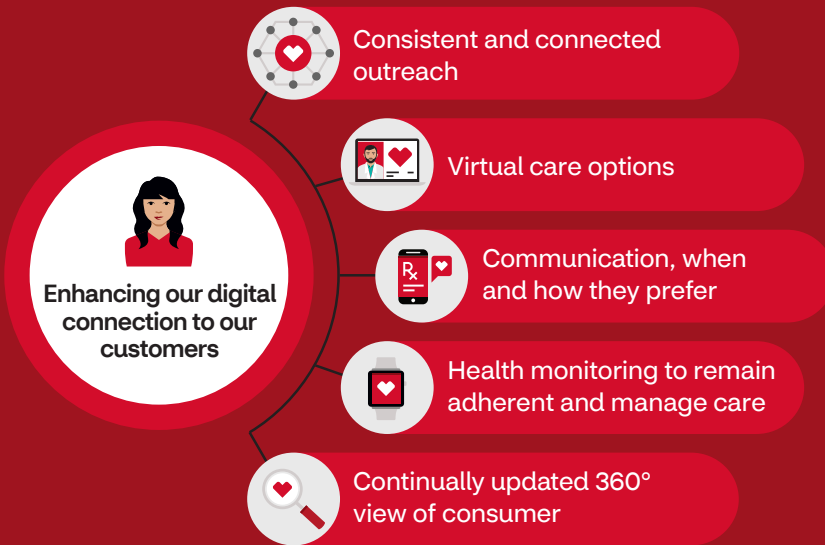 Enhancing our digital
connection to our
customers
Consistent and connected
outreach
Virtual care options
Rx
Communication, when
and how they prefer
Health monitoring to remain
adherent and manage care
Continually updated 360°
view of consumer